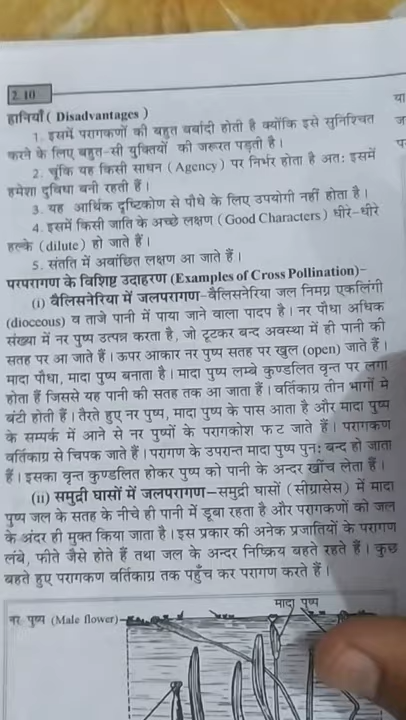 2.10
हानियाँ ( Disadvantages )
1. इसमें परागकणों की बहुत बर्बादी होती है क्योंकि इसे सुनिश्चित
करने के लिए बहुत-सी युक्तियों की जरूरत पड़ती है।
2. चूंकि यह किसी साधन (Agency) पर निर्भर होता है अतः इसमें
हमेशा दुविधा बनी रहती हैं।
3. यह आर्थिक दृष्टिकोण से पौधे के लिए उपयोगी नहीं होता है।
4. इसमें किसी जाति के अच्छे लक्षण ( Good Characters ) धीरे-धीरे
हल्के (dilute) हो जाते हैं।
5. संतति में अवांछित लक्षण आ जाते हैं।
परपरागण के विशिष्ट उदाहरण (Examples of Cross Pollination)–
(i) वैलिसनेरिया में जलपरागण–वैलिसनेरिया जल निमग्न एकलिंगी
(dioceous) व ताजे पानी में पाया जाने वाला पादप है। नर पौधा अधिक
संख्या में नर पुष्प उत्पन्न करता है, जो टूटकर बन्द अवस्था में ही पानी की
सतह पर आ जाते हैं। ऊपर आकार नर पुष्प सतह पर खुल (open) जाते हैं।
मादा पौधा, मादा पुष्प बनाता है। मादा पुष्प लम्बे कुण्डलित वृन्त पर लगा
होता हैं जिससे यह पानी की सतह तक आ जाता हैं। वर्तिकाग्र तीन भागों मे
बंटी होती हैं। तैरते हुए नर पुष्प, मादा पुष्प के पास आता है और मादा पुष्प
के सम्पर्क में आने से नर पुष्पों के परागकोश फट जाते हैं। परागकण
वर्तिकाग्र से चिपक जाते हैं। परागण के उपरान्त मादा पुष्प पुन: बन्द हो जाता
हैं। इसका वृन्त कुण्डलित होकर पुष्प को पानी के अन्दर खींच लेता हैं।
(ii) समुद्री घासों में जलपरागण–समुद्री घासों (सीग्रासेस) में मादा
पुष्प जल के सतह के नीचे ही पानी में डूबा रहता है और परागकणों को जल
के अंदर ही मुक्त किया जाता है। इस प्रकार की अनेक प्रजातियों के परागण
लंबे, फीते जैसे होते हैं तथा जल के अन्दर निष्क्रिय बहते रहते हैं। कुछ
बहते हुए परागकण वर्तिकाग्र तक पहुँच कर परागण करते हैं।
मादा पुष्प
नर पुष्प (Male flower)